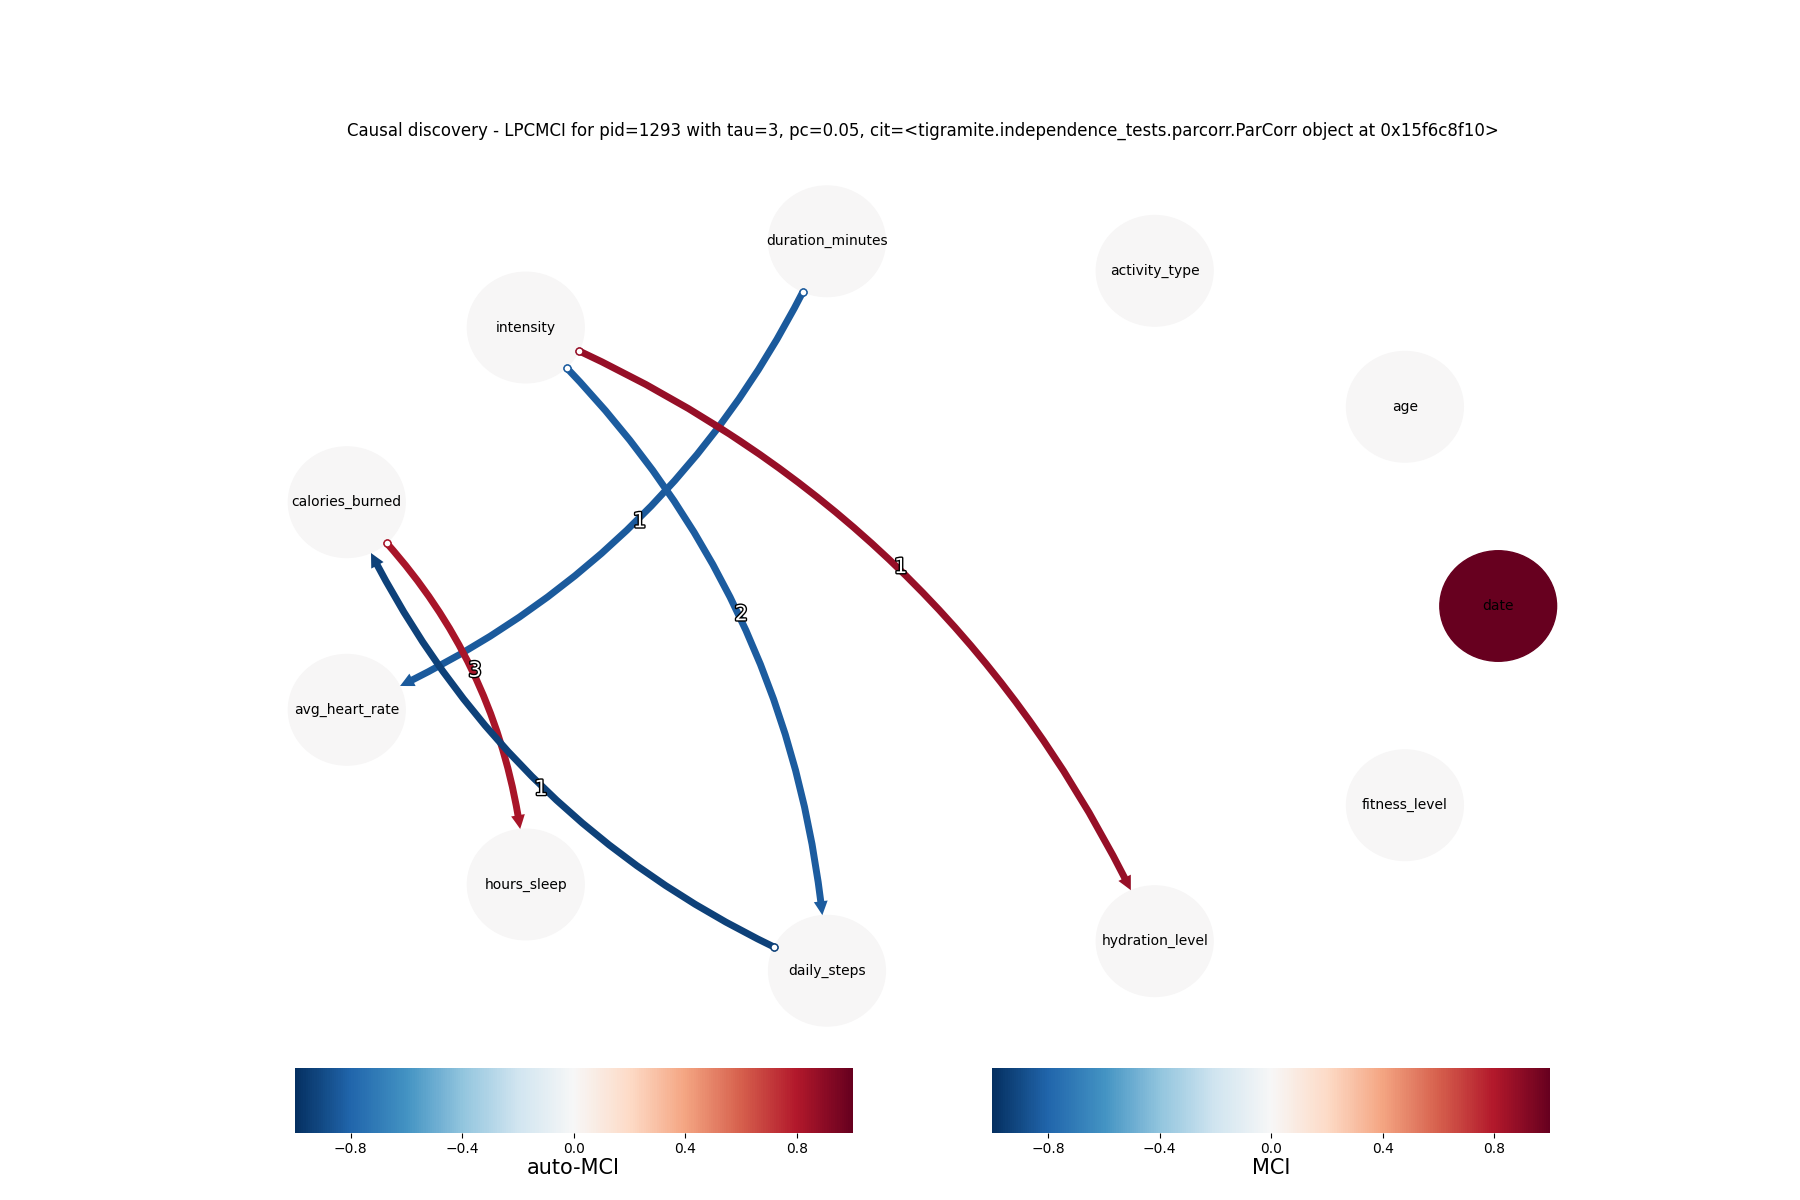 Causal discovery - LPCMCI for pid=1293 with tau=3, pc=0.05, cit=<tigramite.independence_tests.parcorr.ParCorr object at 0x15f6c8f10>
duration_minutes
activity_type
intensity
age
calories_burned
1
1
date
2
3
avg_heart_rate
1
fitness_level
hours_sleep
hydration_level
daily_steps
−0.8 −0.4 0.0 0.4 0.8
auto-MCI
−0.8 −0.4 0.0 0.4 0.8
MCI